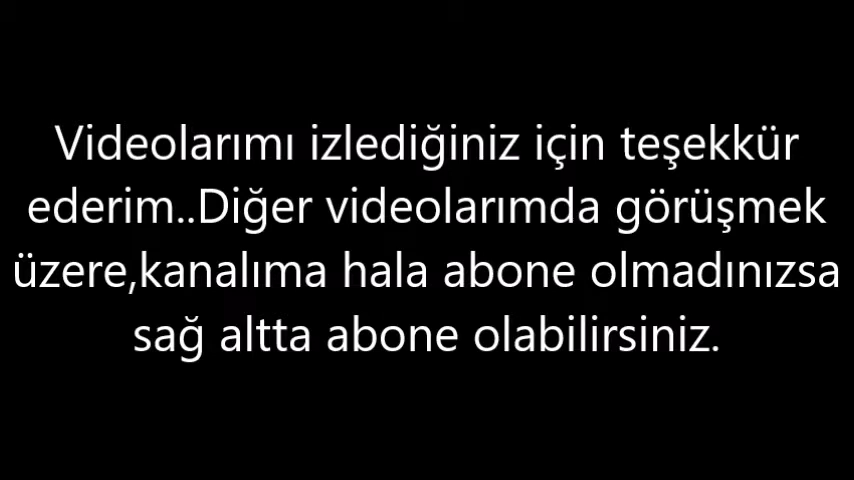 Videolarımı izlediğiniz için teşekkür
ederim..Diğer videolarımda görüşmek
üzere,kanalıma hala abone olmadınızsa
sağ altta abone olabilirsiniz.